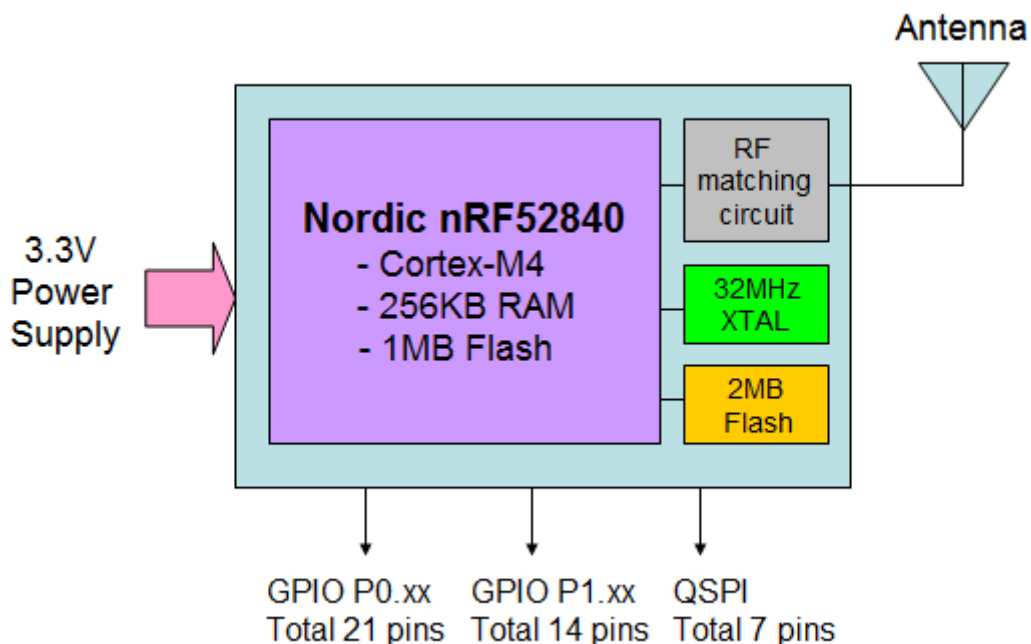 Antenna
RF
matching
circuit
Nordic nRF52840
- Cortex-M4
- 256KB RAM
- 1MB Flash
3.3V
Power
Supply
32MHz
XTAL
2MB
Flash
GPIO P0.xx
Total 21 pins
GPIO P1.xx
Total 14 pins
QSPI
Total 7 pins